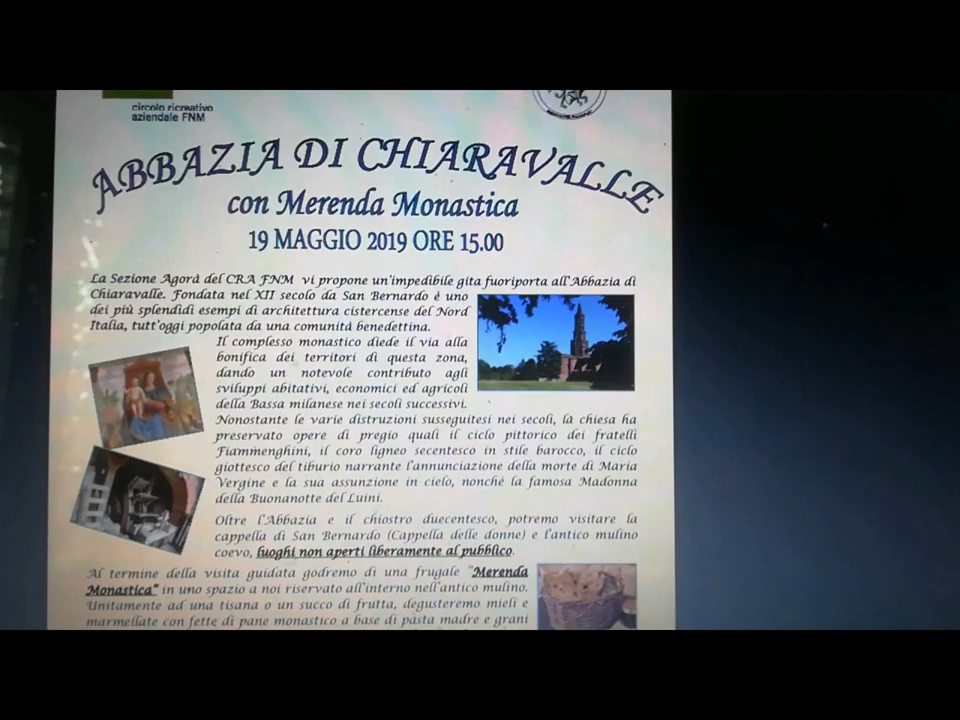 circolo ricreativo
aziendale FNM
ABBAZIA DI CHIARAVALLE
con Merenda Monastica
19 MAGGIO 2019 ORE 15.00
La Sezione Agorà del CRA FNM vi propone un'impedibile gita fuoriporta all'Abbazia di
Chiaravalle. Fondata nel XII secolo da San Bernardo è uno
dei più splendidi esempi di architettura cistercense del Nord
Italia, tutt'oggi popolata da una comunità benedettina.
Il complesso monastico diede il via alla
bonifica dei territori di questa zona,
dando un notevole contributo agli
sviluppi abitativi, economici ed agricoli
della Bassa milanese nei secoli successivi.
Nonostante le varie distruzioni susseguitesi nei secoli, la chiesa ha
preservato opere di pregio quali il ciclo pittorico dei fratelli
Fiammenghini, il coro ligneo secentesco in stile barocco, il ciclo
giottesco del tiburio narrante l'annunciazione della morte di Maria
Vergine e la sua assunzione in cielo, nonché la famosa Madonna
della Buonanotte del Luini.
Oltre l'Abbazia e il chiostro duecentesco, potremo visitare la
cappella di San Bernardo (Cappella delle donne) e l'antico mulino
coevo, luoghi non aperti liberamente al pubblico.
Al termine della visita guidata godremo di una frugale "Merenda
Monastica" in uno spazio a noi riservato all'interno nell'antico mulino.
Unitamente ad una tisana o un succo di frutta, degusteremo mieli e
marmellate con fette di pane monastico a base di pasta madre e grani